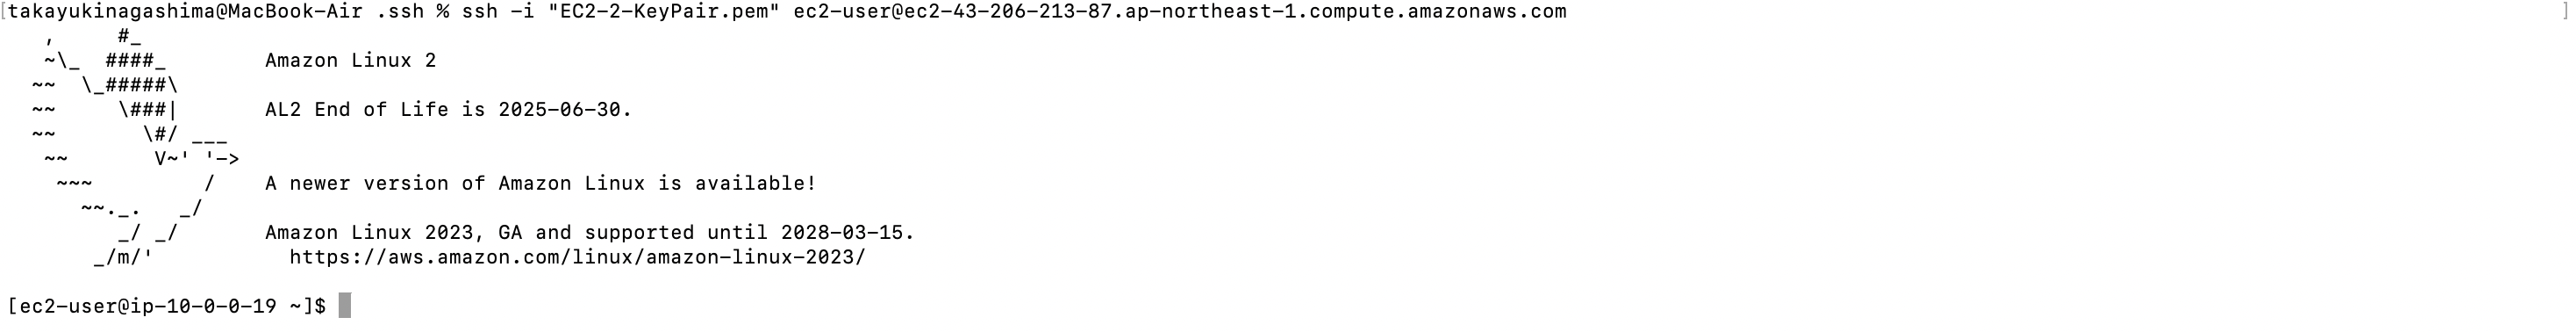 [takayukinagashima@MacBook-Air .ssh % ssh -i "EC2-2-KeyPair.pem" ec2-user@ec2-43-206-213-87.ap-northeast-1.compute.amazonaws.com ]
   ,     #_
   ~\_  ####_        Amazon Linux 2
  ~~  \_#####\
  ~~     \###|       AL2 End of Life is 2025-06-30.
  ~~       \#/ ___
   ~~       V~' '->
    ~~~         /    A newer version of Amazon Linux is available!
      ~~._.   _/
         _/ _/       Amazon Linux 2023, GA and supported until 2028-03-15.
       _/m/'           https://aws.amazon.com/linux/amazon-linux-2023/
[ec2-user@ip-10-0-0-19 ~]$